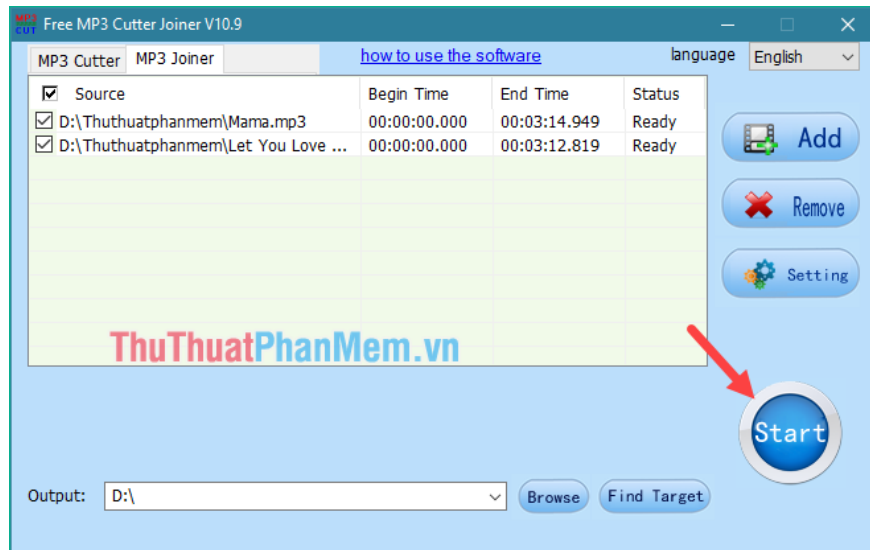 MP3 CUT Free MP3 Cutter Joiner V10.9
MP3 Cutter MP3 Joiner how to use the software language English
Source Begin Time End Time Status
D:\Thuthuatphanmem\Mama.mp3 00:00:00.000 00:03:14.949 Ready
D:\Thuthuatphanmem\Let You Love ... 00:00:00.000 00:03:12.819 Ready
Add
Remove
Setting
ThuThuatPhanMem.vn
Start
Output: D:\ Browse Find Target